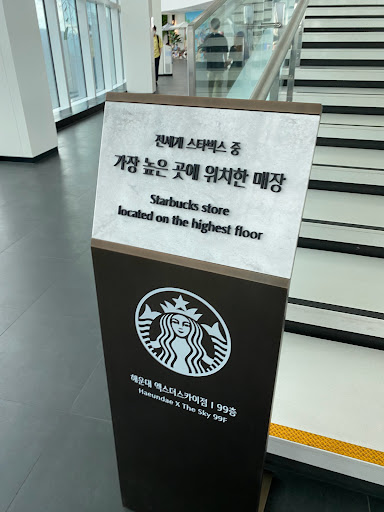 전세계 스타벅스 중
가장 높은 곳에 위치한 매장
Starbucks store
located on the highest floor
해운대 엑스더스카이점 | 99층
Haeundae X The Sky 99F